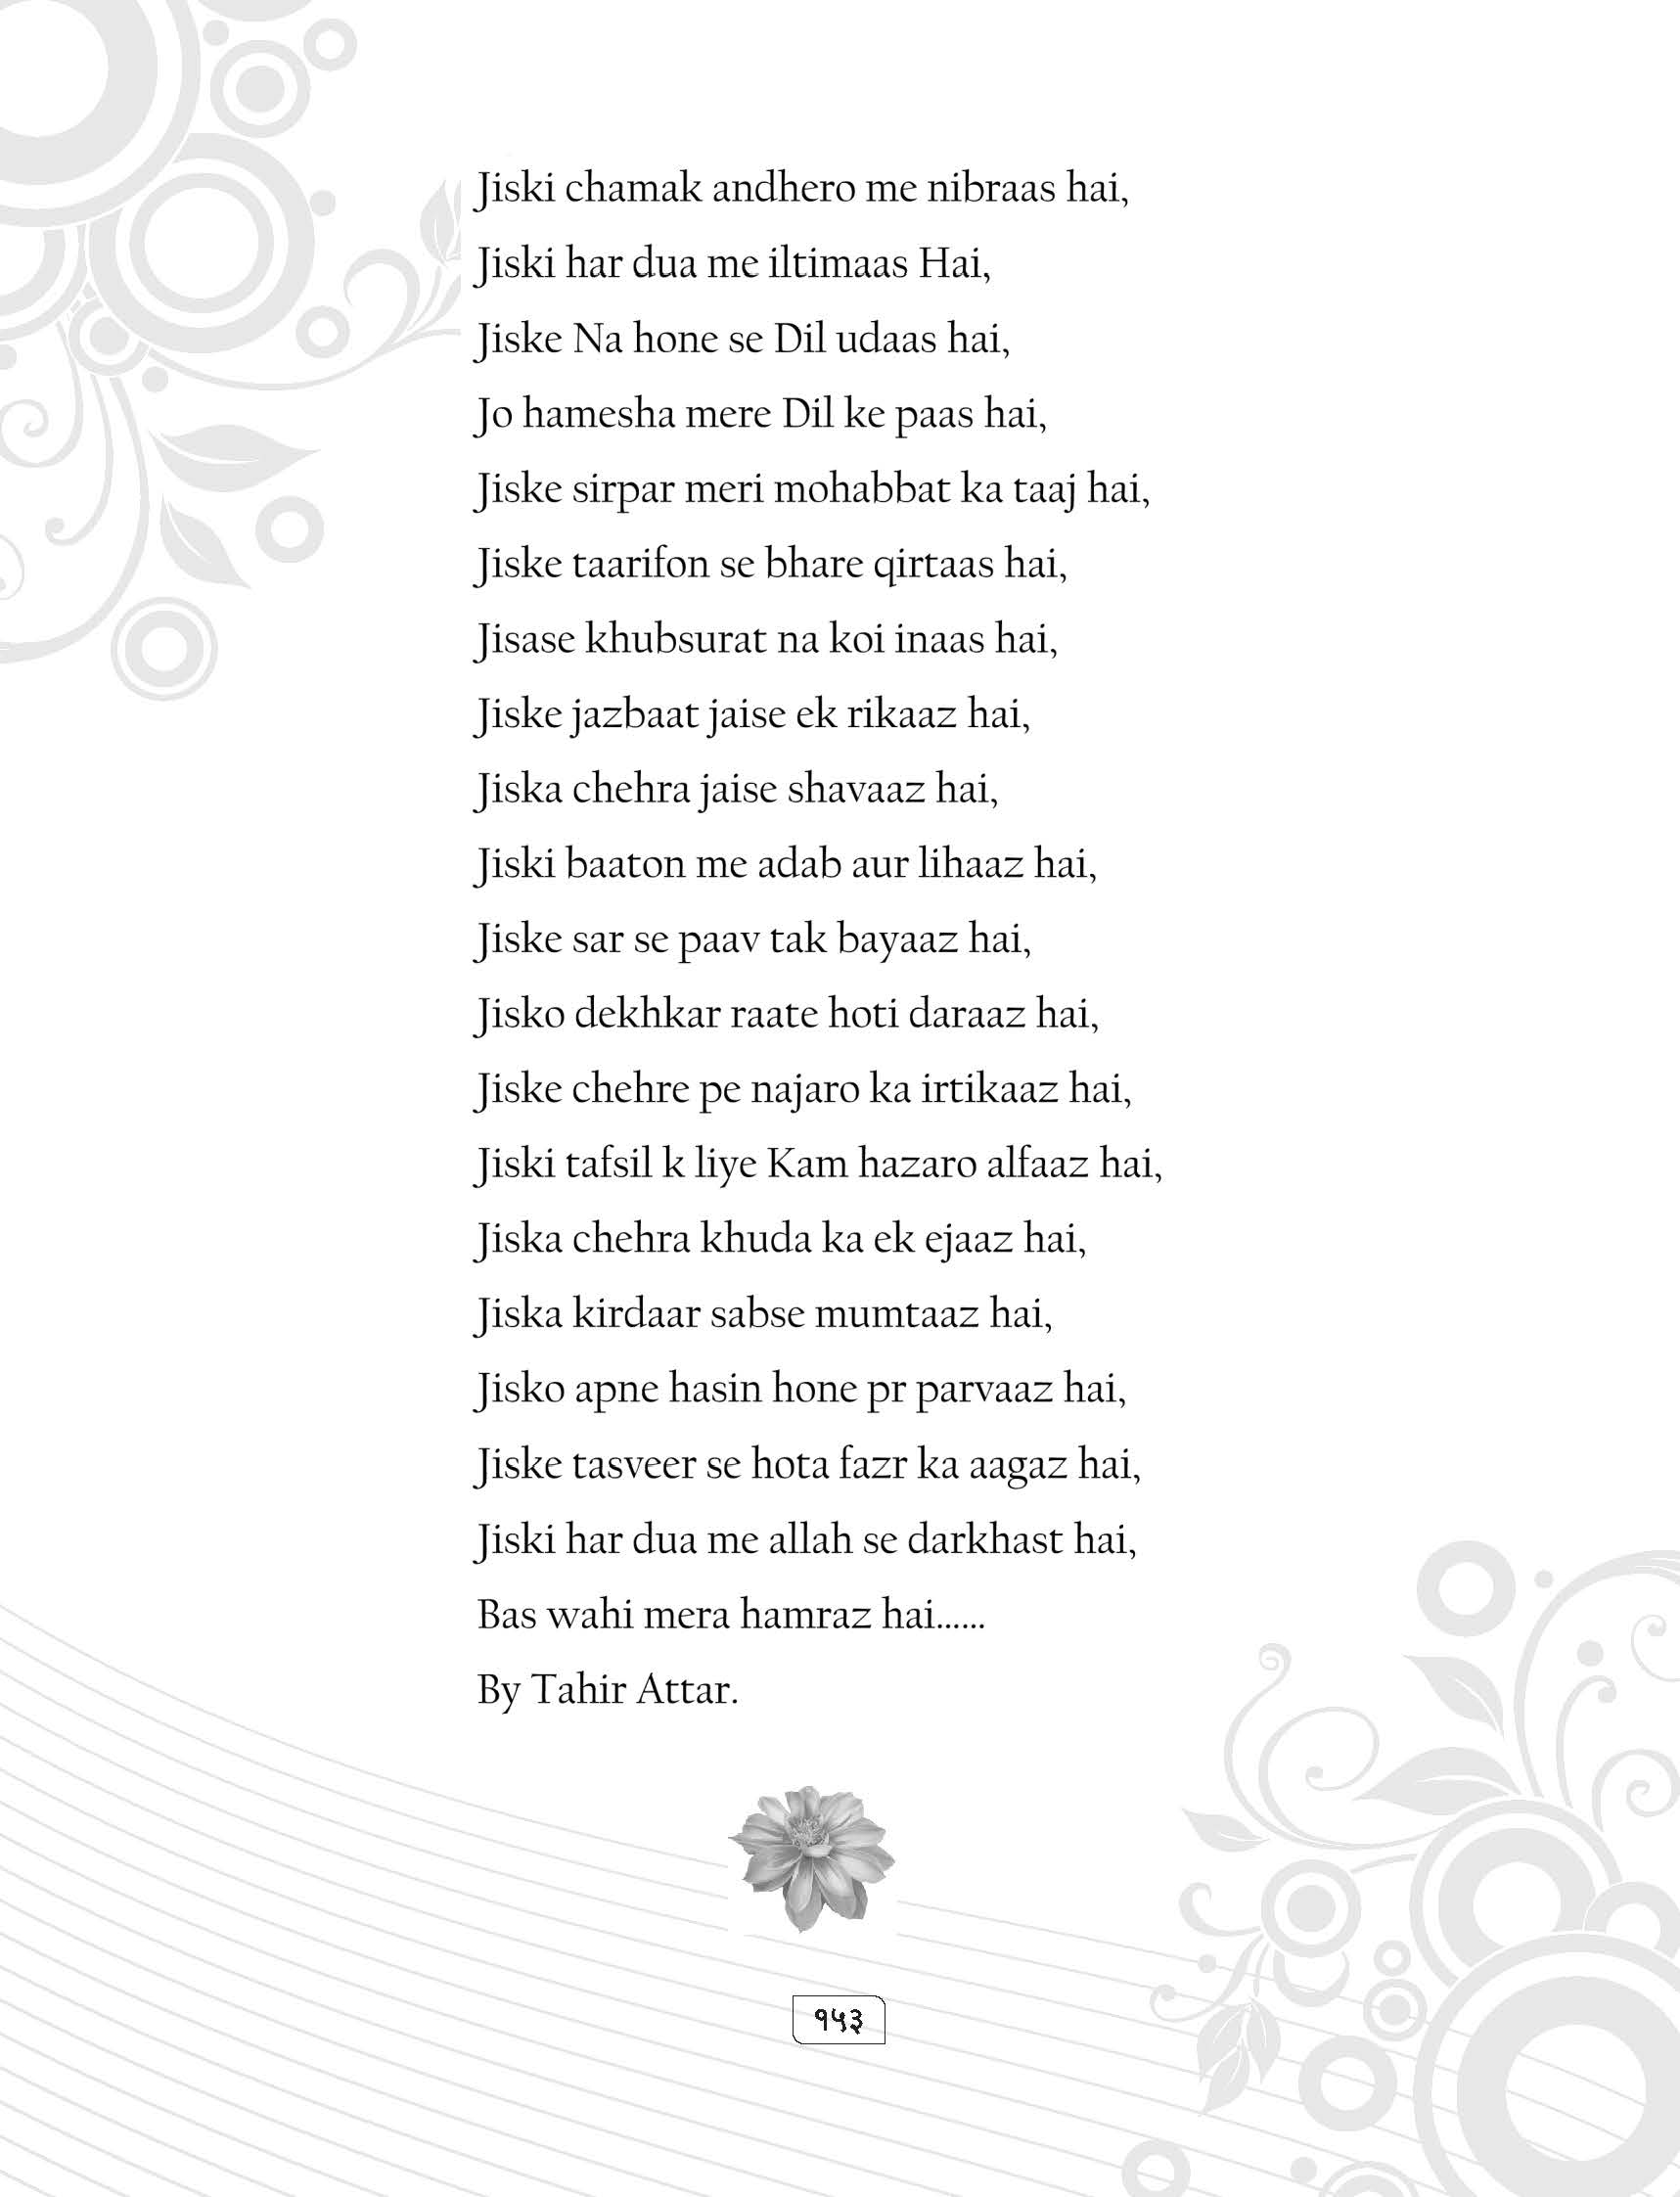 Jiski chamak andhero me nibraas hai,
Jiski har dua me iltimaas Hai,
Jiske Na hone se Dil udaas hai,
Jo hamesha mere Dil ke paas hai,
Jiske sirpar meri mohabbat ka taaj hai,
Jiske taarifon se bhare qirtaas hai,
Jisase khubsurat na koi inaas hai,
Jiske jazbaat jaise ek rikaaz hai,
Jiska chehra jaise shavaaz hai,
Jiski baaton me adab aur lihaaz hai,
Jiske sar se paav tak bayaaz hai,
Jisko dekhkar raate hoti daraaz hai,
Jiske chehre pe najaro ka irtikaaz hai,
Jiski tafsil k liye Kam hazaro alfaaz hai,
Jiska chehra khuda ka ek ejaaz hai,
Jiska kirdaar sabse mumtaaz hai,
Jisko apne hasin hone pr parvaaz hai,
Jiske tasveer se hota fazr ka aagaz hai,
Jiski har dua me allah se darkhast hai,
Bas wahi mera hamraz hai......
By Tahir Attar.
१५३